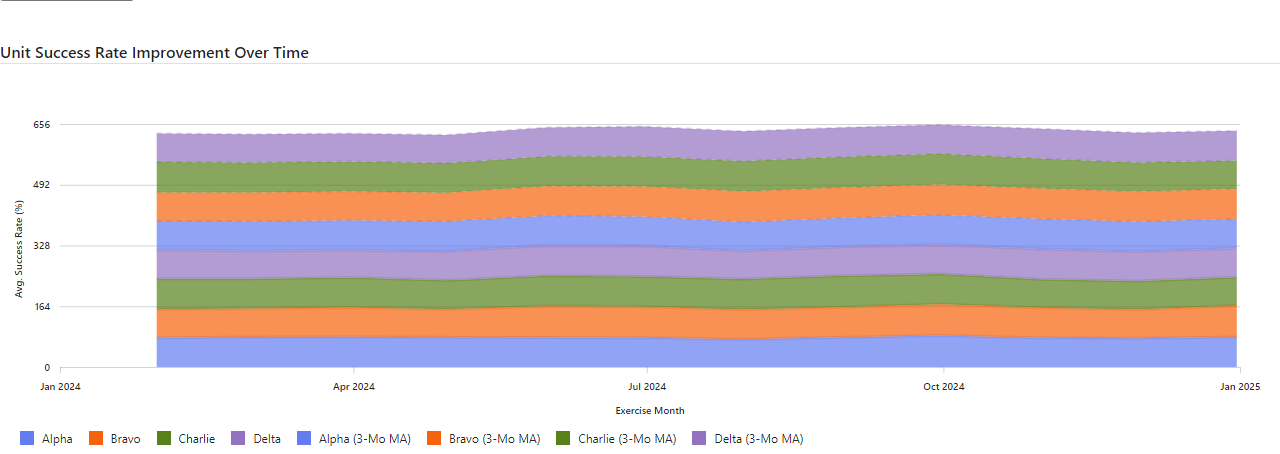 Unit Success Rate Improvement Over Time
656
492
328
164
0
Avg. Success Rate (%)
Jan 2024 Apr 2024 Jul 2024 Oct 2024 Jan 2025
Exercise Month
Alpha Bravo Charlie Delta Alpha (3-Mo MA) Bravo (3-Mo MA) Charlie (3-Mo MA) Delta (3-Mo MA)